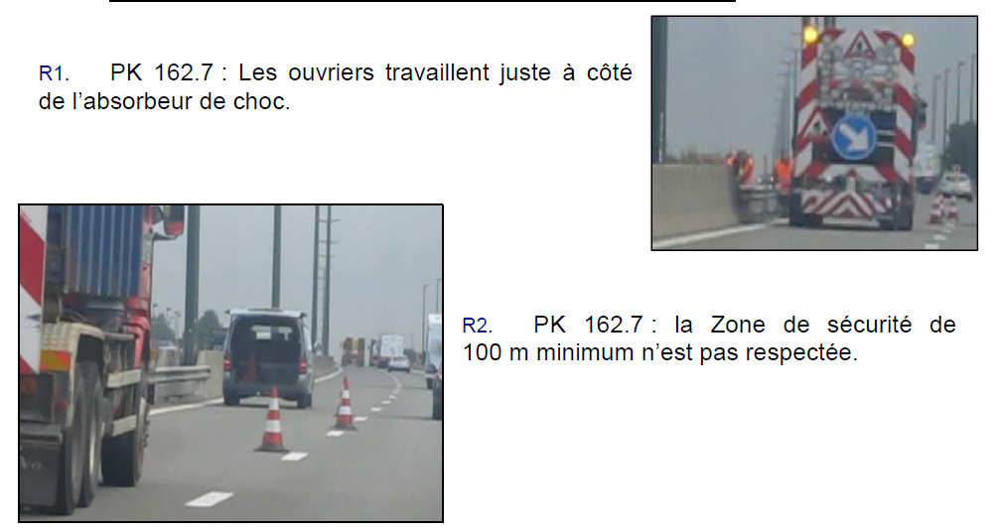 R1. PK 162.7 : Les ouvriers travaillent juste à côté
de l’absorbeur de choc.
R2. PK 162.7 : la Zone de sécurité de
100 m minimum n’est pas respectée.